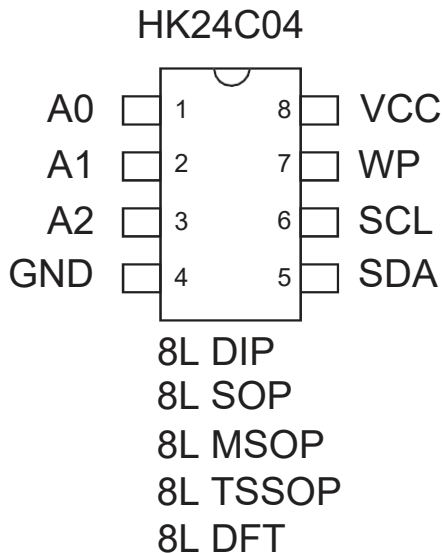 HK24C04
A0 1 8 VCC
A1 2 7 WP
A2 3 6 SCL
GND 4 5 SDA
8L DIP
8L SOP
8L MSOP
8L TSSOP
8L DFT